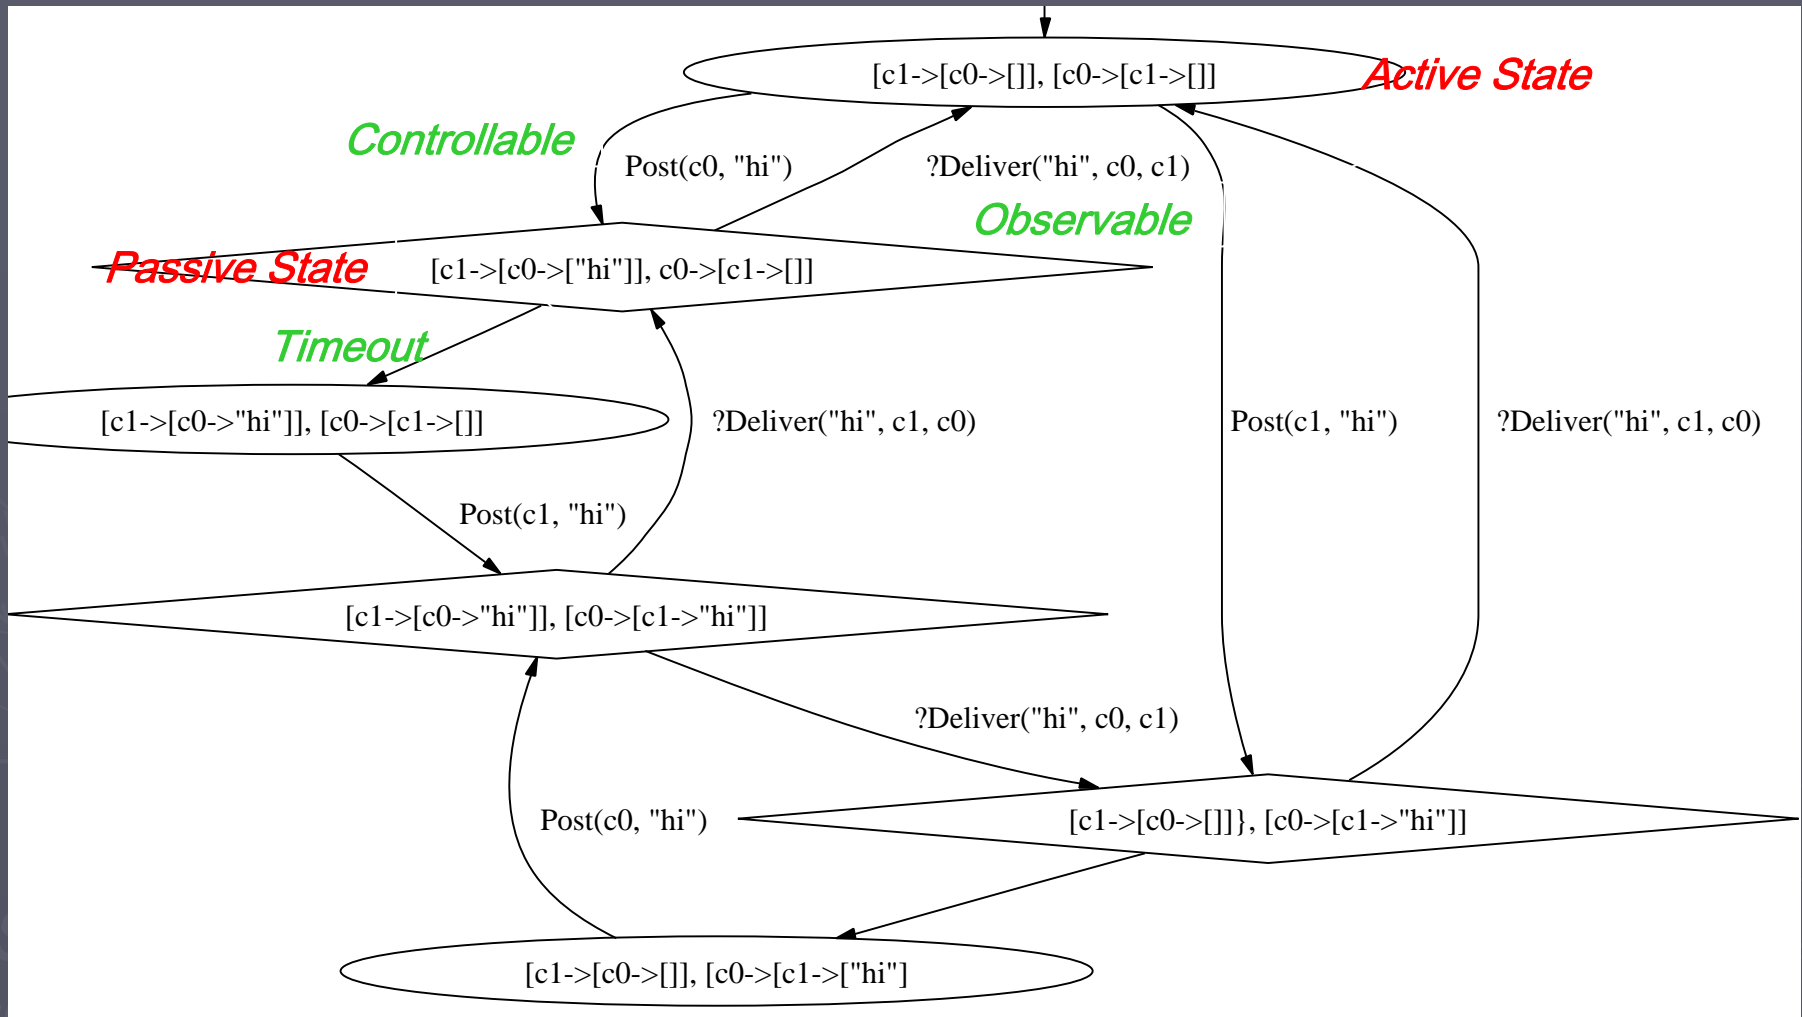 [c1->[c0->[]], [c0->[c1->[]]
Active State
Controllable
Post(c0, "hi")
?Deliver("hi", c0, c1)
Observable
Passive State
[c1->[c0->["hi"]], c0->[c1->[]]
Timeout
[c1->[c0->"hi"]], [c0->[c1->[]]
?Deliver("hi", c1, c0)
Post(c1, "hi")
?Deliver("hi", c1, c0)
Post(c1, "hi")
[c1->[c0->"hi"]], [c0->[c1->"hi"]]
?Deliver("hi", c0, c1)
Post(c0, "hi")
[c1->[c0->[]]}, [c0->[c1->"hi"]]
[c1->[c0->[]], [c0->[c1->["hi"]